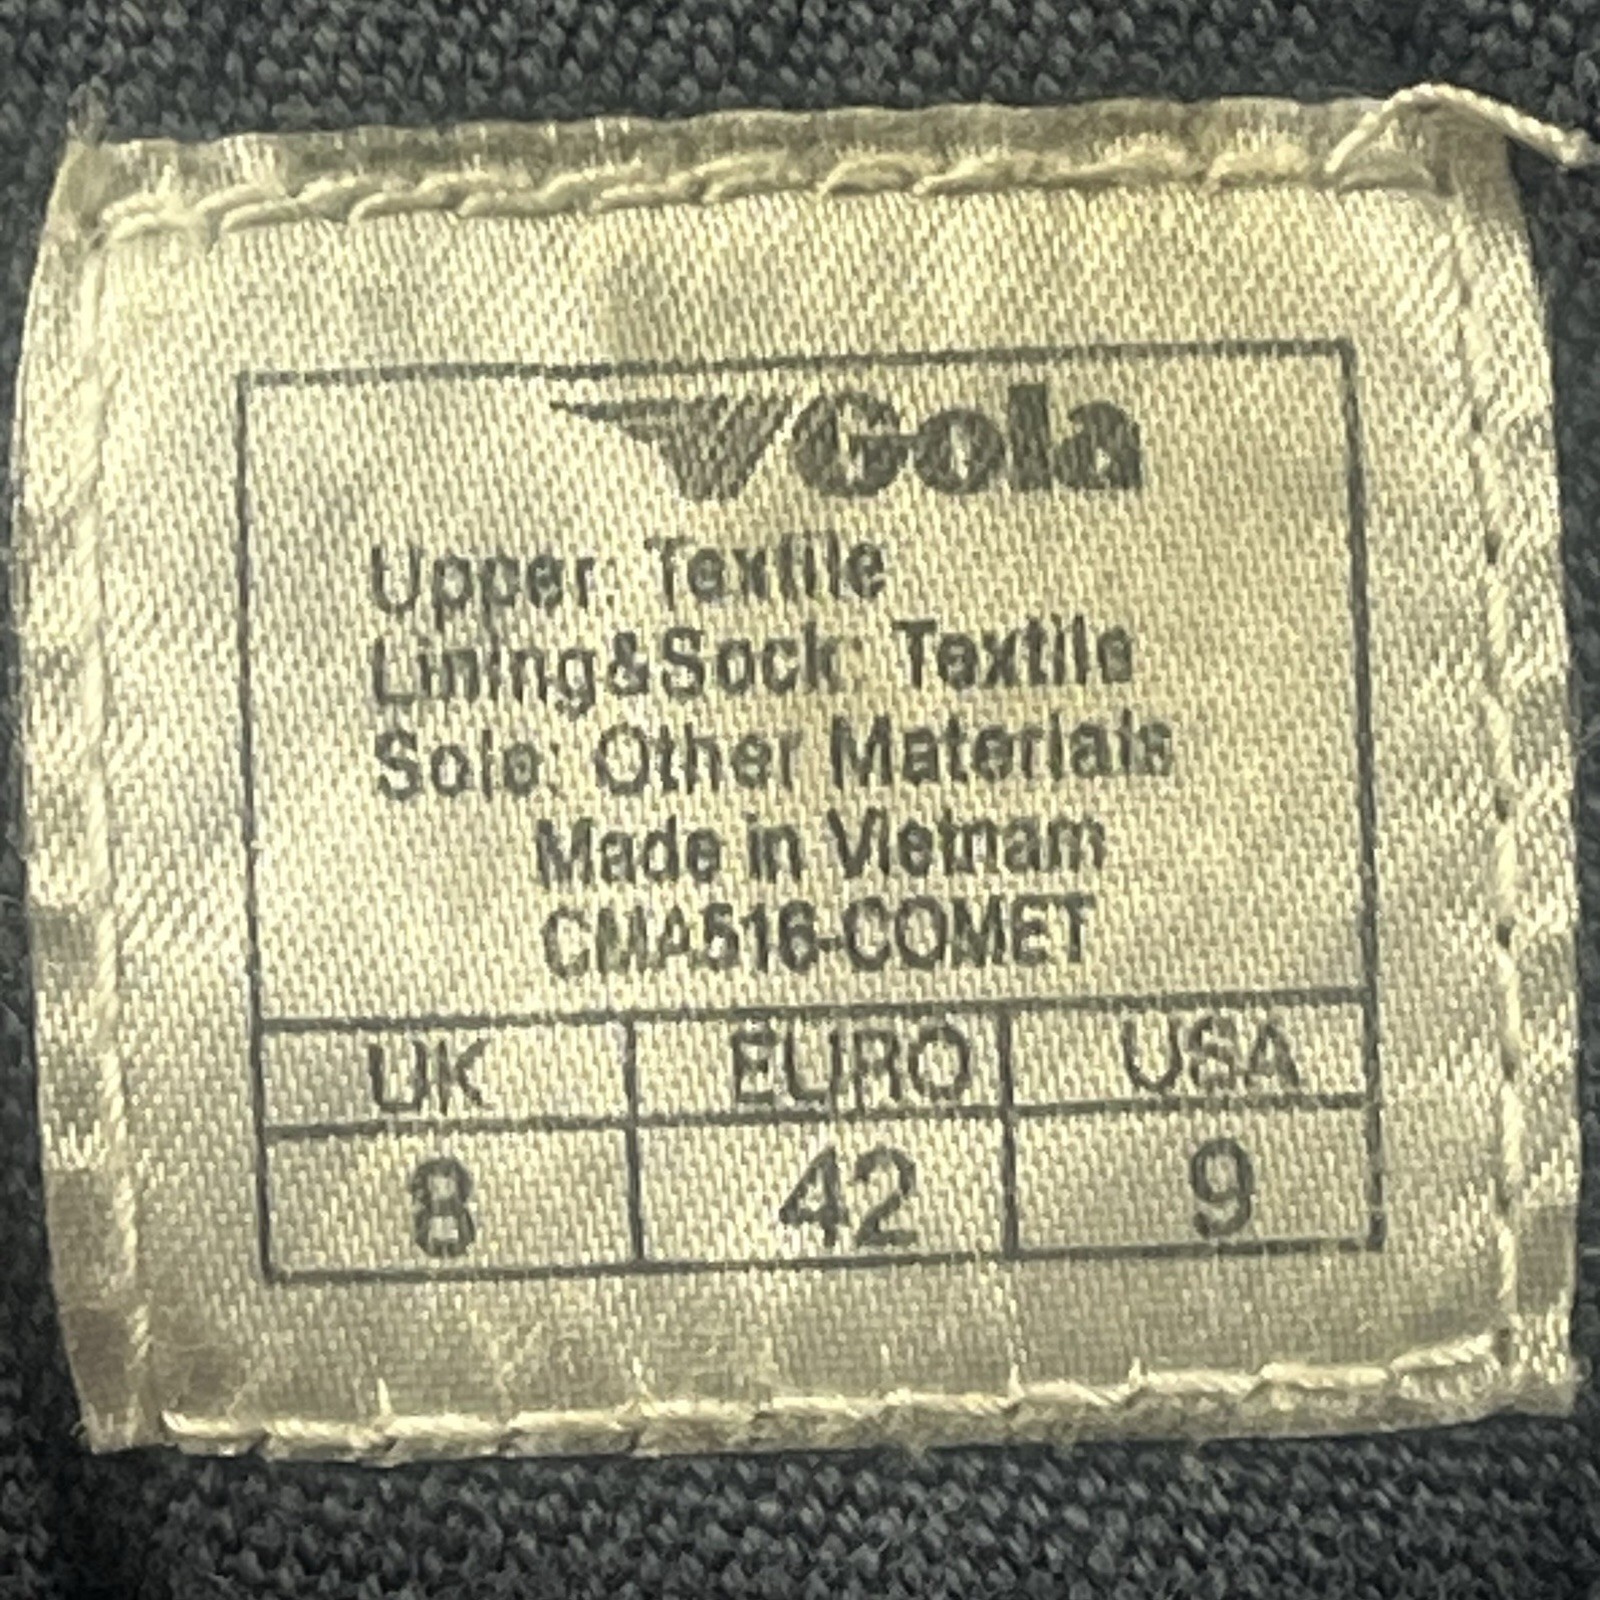 Gola
Upper: Textile
Lining&Sock: Textile
Sole: Other Materials
Made in Vietnam
CMA516-COMET
UK EURO USA
8 42 9